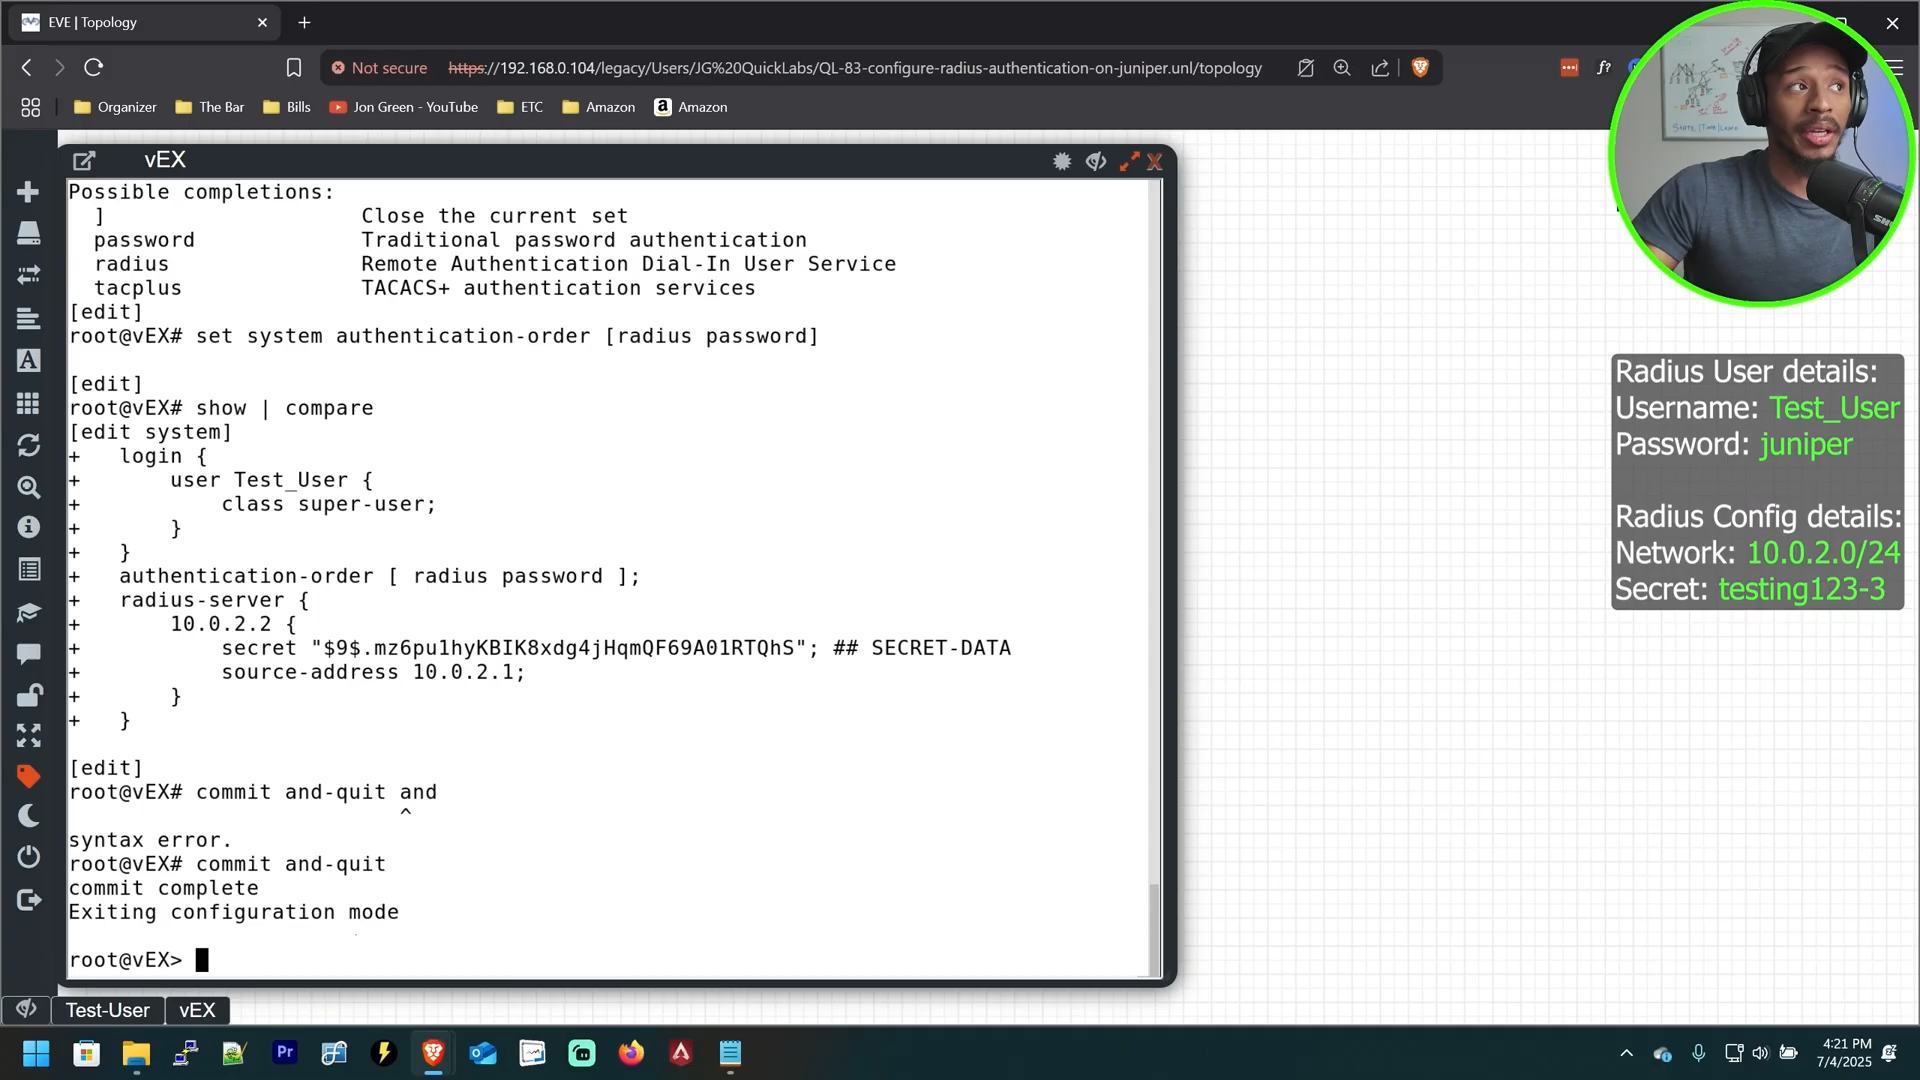 EVE | Topology
Not secure https://192.168.0.104/legacy/Users/JG%20QuickLabs/QL-83-configure-radius-authentication-on-juniper.unl/topology
Organizer The Bar Bills Jon Green - YouTube ETC Amazon Amazon
vEX
Possible completions:
] Close the current set
password Traditional password authentication
radius Remote Authentication Dial-In User Service
tacplus TACACS+ authentication services
[edit]
root@vEX# set system authentication-order [radius password]
[edit]
root@vEX# show | compare
[edit system]
+ login {
+ user Test_User {
+ class super-user;
+ }
+ }
+ authentication-order [ radius password ];
+ radius-server {
+ 10.0.2.2 {
+ secret "$9$.mz6pu1hyKBIK8xdg4jHqmQF69A01RTQhS"; ## SECRET-DATA
+ source-address 10.0.2.1;
+ }
+ }
[edit]
root@vEX# commit and-quit and
^
syntax error.
root@vEX# commit and-quit
commit complete
Exiting configuration mode
root@vEX>
Radius User details:
Username: Test_User
Password: juniper
Radius Config details:
Network: 10.0.2.0/24
Secret: testing123-3
Test-User vEX
4:21 PM
7/4/2025